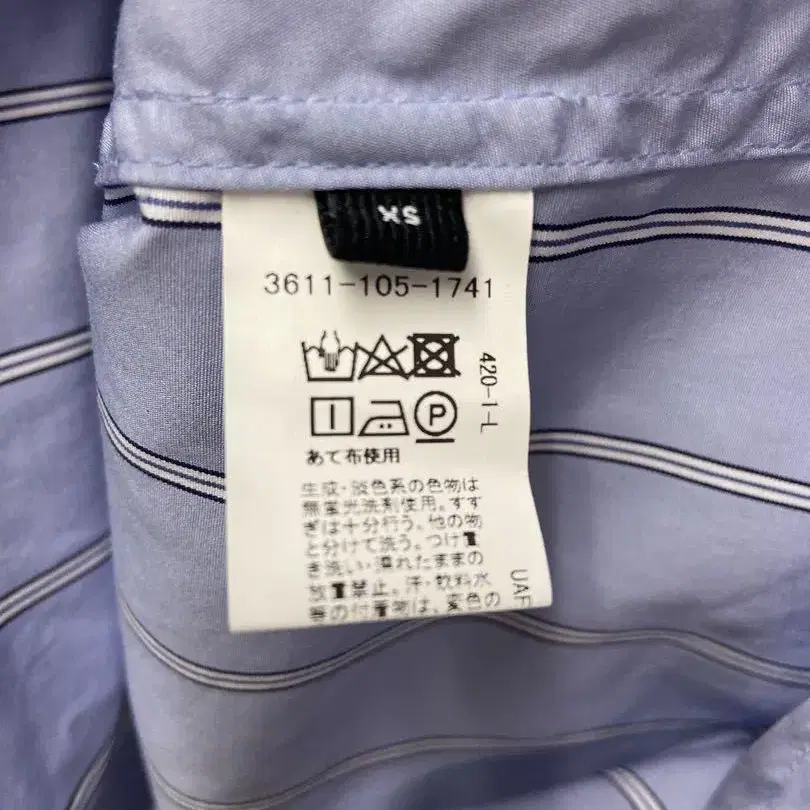 XS
3611-105-1741
420-1-L
P
あて布使用
生成・淡色系の色物は
無蛍光洗剤使用。すす
ぎは十分行う。他の物
と分けて洗う。つけ置
き洗い・濡れたままの
放置禁止。汗・飲料水
等の付着物は、変色の
UAF